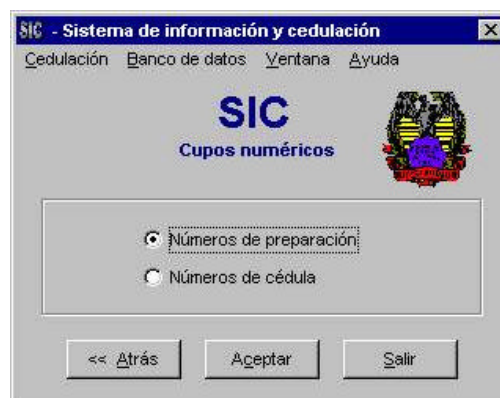 SIC - Sistema de información y cedulación
Cedulación Banco de datos Ventana Ayuda
SIC
Cupos numéricos
Números de preparación
Números de cédula
<< Atrás Aceptar Salir